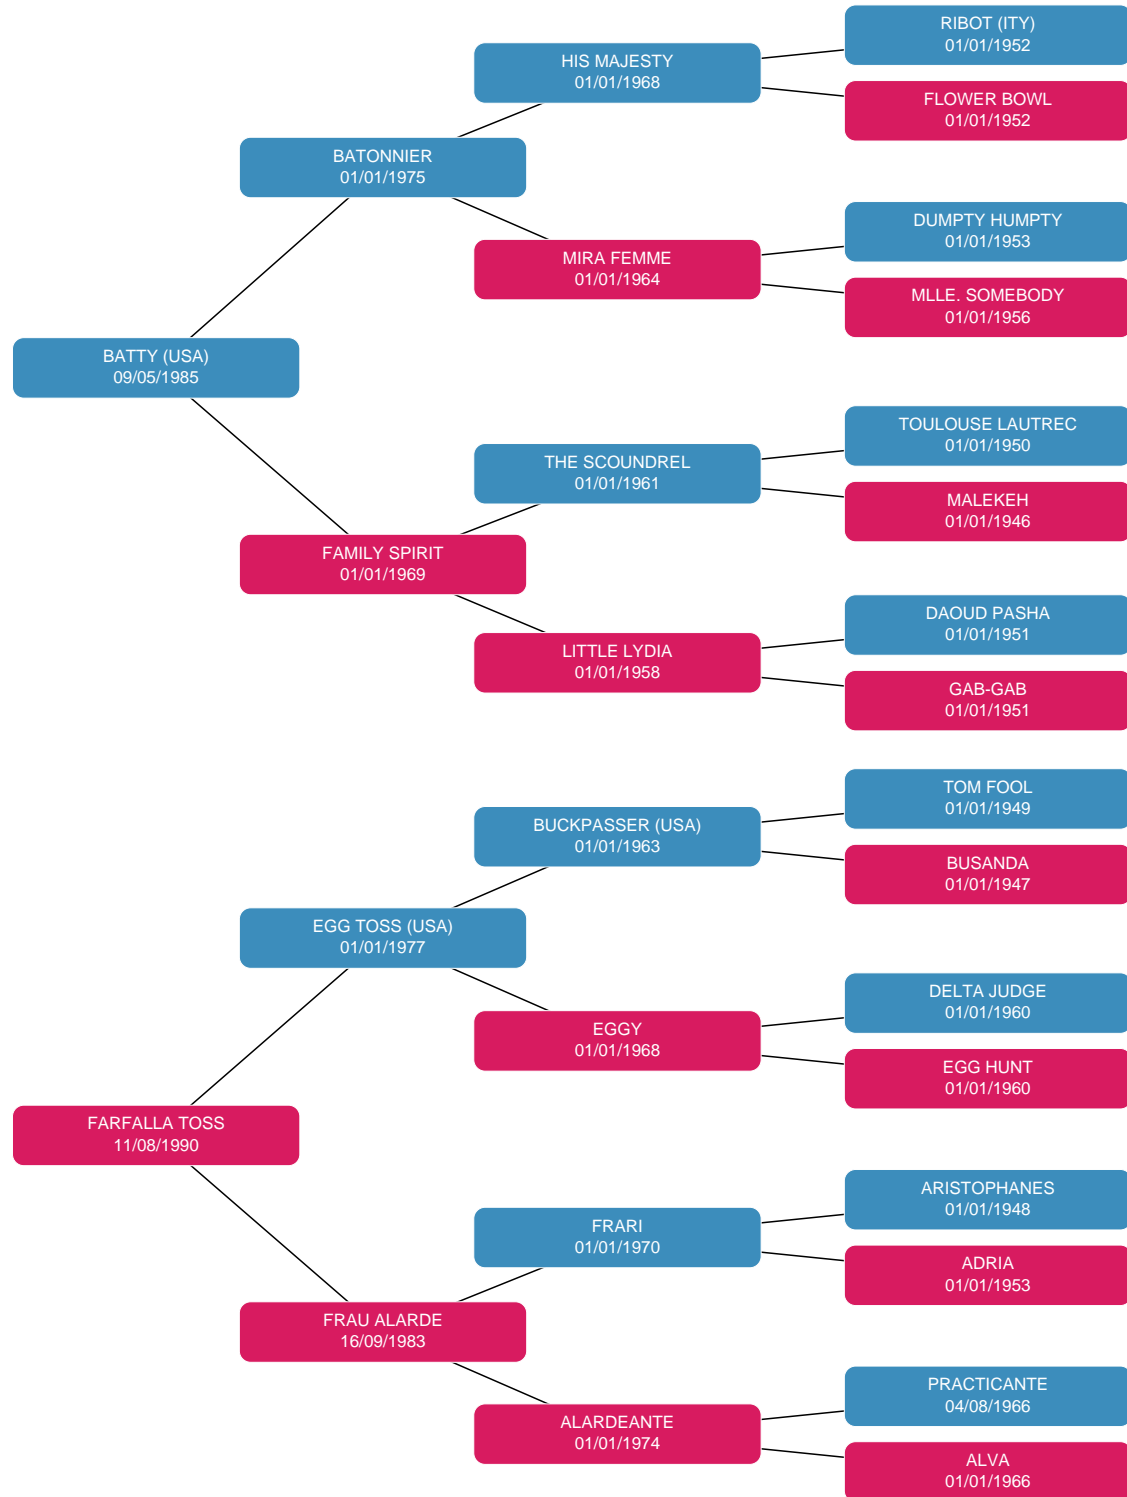 RIBOT (ITY)
01/01/1952
HIS MAJESTY
01/01/1968
FLOWER BOWL
01/01/1952
BATONNIER
01/01/1975
DUMPTY HUMPTY
01/01/1953
MIRA FEMME
01/01/1964
MLLE. SOMEBODY
01/01/1956
BATTY (USA)
09/05/1985
TOULOUSE LAUTREC
01/01/1950
THE SCOUNDREL
01/01/1961
MALEKEH
01/01/1946
FAMILY SPIRIT
01/01/1969
DAOUD PASHA
01/01/1951
LITTLE LYDIA
01/01/1958
GAB-GAB
01/01/1951
TOM FOOL
01/01/1949
BUCKPASSER (USA)
01/01/1963
BUSANDA
01/01/1947
EGG TOSS (USA)
01/01/1977
DELTA JUDGE
01/01/1960
EGGY
01/01/1968
EGG HUNT
01/01/1960
FARFALLA TOSS
11/08/1990
ARISTOPHANES
01/01/1948
FRARI
01/01/1970
ADRIA
01/01/1953
FRAU ALARDE
16/09/1983
PRACTICANTE
04/08/1966
ALARDEANTE
01/01/1974
ALVA
01/01/1966